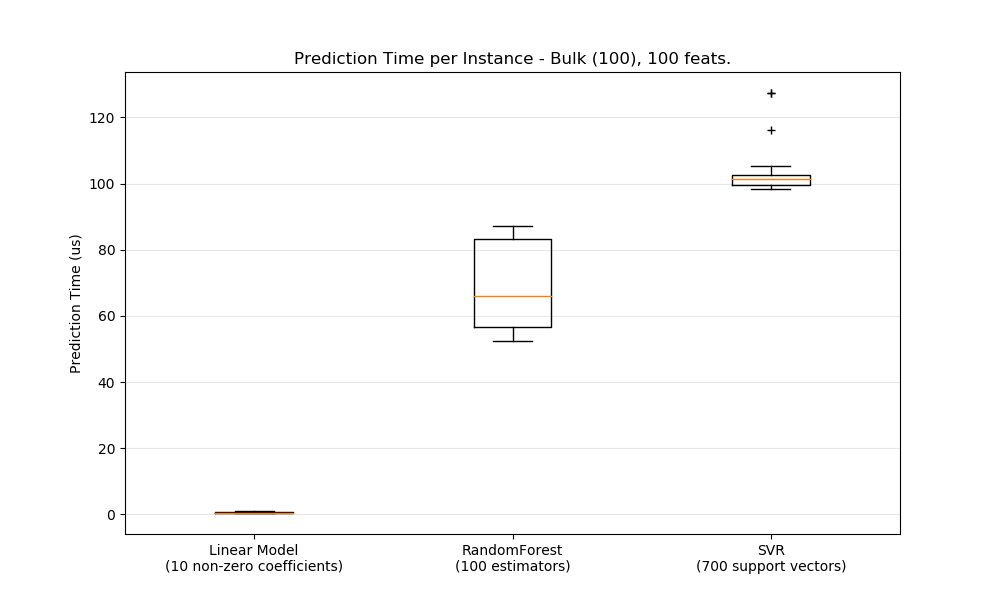 Prediction Time per Instance - Bulk (100), 100 feats.
120
100
80
60
40
20
0
Prediction Time (us)
Linear Model
(10 non-zero coefficients)
RandomForest
(100 estimators)
SVR
(700 support vectors)